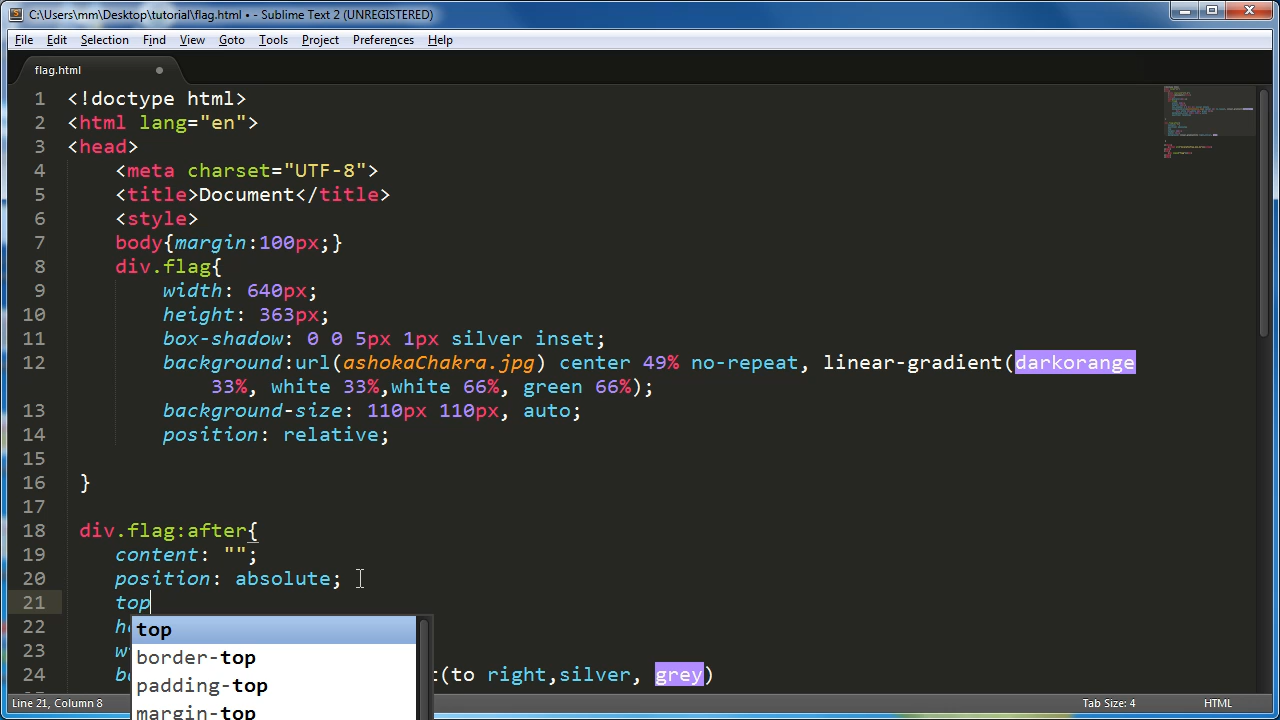 C:\Users\mm\Desktop\tutorial\flag.html • - Sublime Text 2 (UNREGISTERED)
File Edit Selection Find View Goto Tools Project Preferences Help
flag.html
1 <!doctype html>
2 <html lang="en">
3 <head>
4 <meta charset="UTF-8">
5 <title>Document</title>
6 <style>
7 body{margin:100px;}
8 div.flag{
9 width: 640px;
10 height: 363px;
11 box-shadow: 0 0 5px 1px silver inset;
12 background:url(ashokaChakra.jpg) center 49% no-repeat, linear-gradient(darkorange
33%, white 33%,white 66%, green 66%);
13 background-size: 110px 110px, auto;
14 position: relative;
15
16 }
17
18 div.flag:after{
19 content: "";
20 position: absolute;
21 top
22
23
24 (to right,silver, grey)
top
border-top
padding-top
margin-top
Line 21, Column 8
Tab Size: 4
HTML